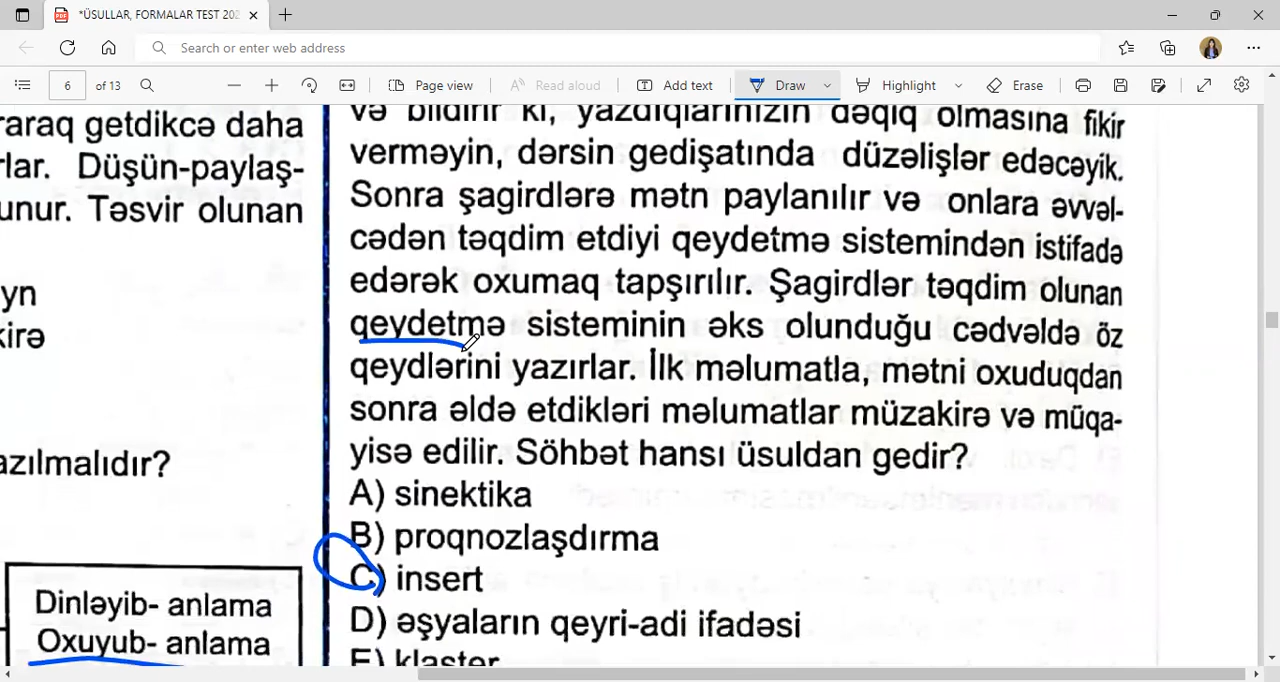 *ÜSULLAR, FORMALAR TEST 202
Search or enter web address
6 of 13
Page view
Read aloud
Add text
Draw
Highlight
Erase
raraq getdikcə daha
rlar. Düşün-paylaş-
unur. Təsvir olunan
yn
kirə
azılmalıdır?
Dinləyib- anlama
Oxuyub- anlama
və bildirir ki, yazdıqlarınızın dəqiq olmasına fikir
verməyin, dərsin gedişatında düzəlişlər edəcəyik.
Sonra şagirdlərə mətn paylanılır və onlara əvvəl-
cədən təqdim etdiyi qeydetmə sistemindən istifadə
edərək oxumaq tapşırılır. Şagirdlər təqdim olunan
qeydetmə sisteminin əks olunduğu cədvəldə öz
qeydlərini yazırlar. İlk məlumatla, mətni oxuduqdan
sonra əldə etdikləri məlumatlar müzakirə və müqa-
yisə edilir. Söhbət hansı üsuldan gedir?
A) sinektika
B) proqnozlaşdırma
C) insert
D) əşyaların qeyri-adi ifadəsi
E) klaster